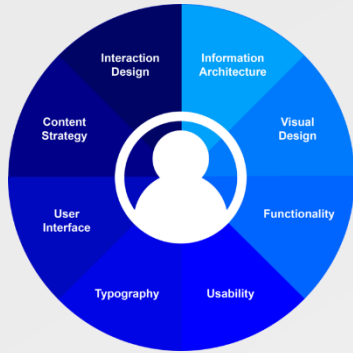 Interaction
Design
Information
Architecture
Content
Strategy
Visual
Design
User
Interface
Functionality
Typography
Usability